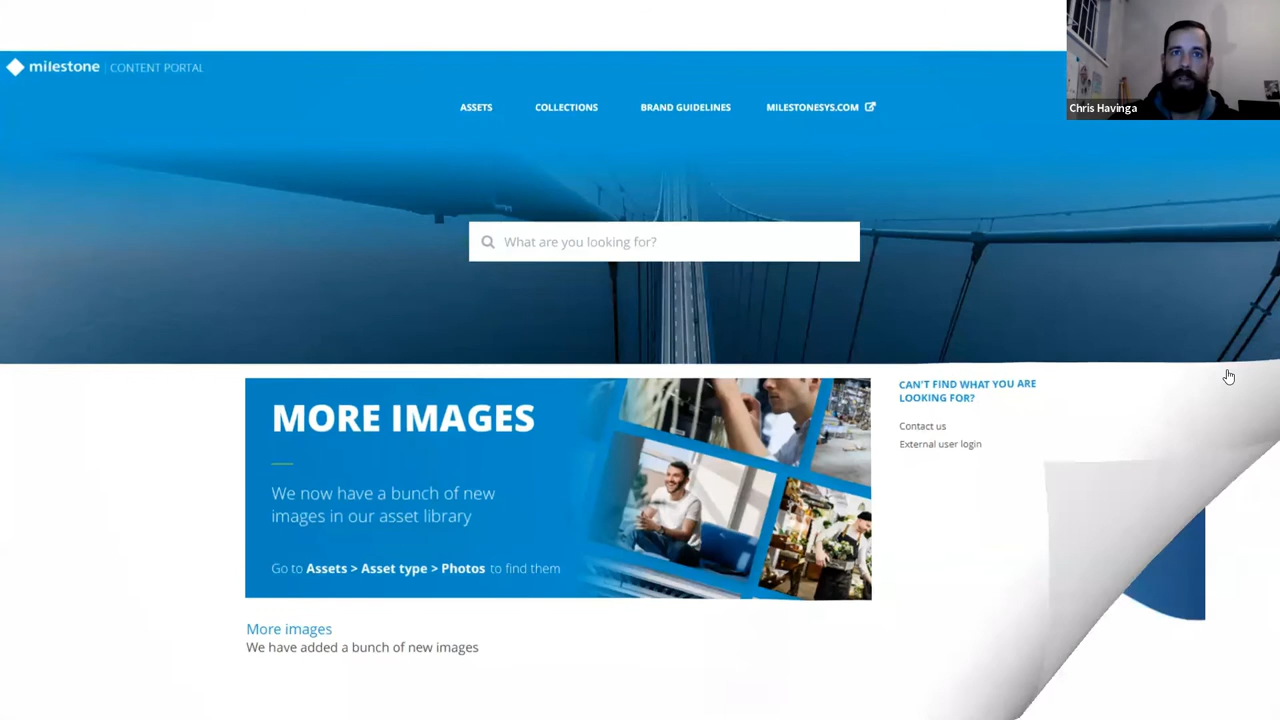 milestone | CONTENT PORTAL
ASSETS COLLECTIONS BRAND GUIDELINES MILESTONESYS.COM
Chris Havinga
What are you looking for?
MORE IMAGES
We now have a bunch of new
images in our asset library
Go to Assets > Asset type > Photos to find them
CAN'T FIND WHAT YOU ARE
LOOKING FOR?
Contact us
External user login
More images
We have added a bunch of new images